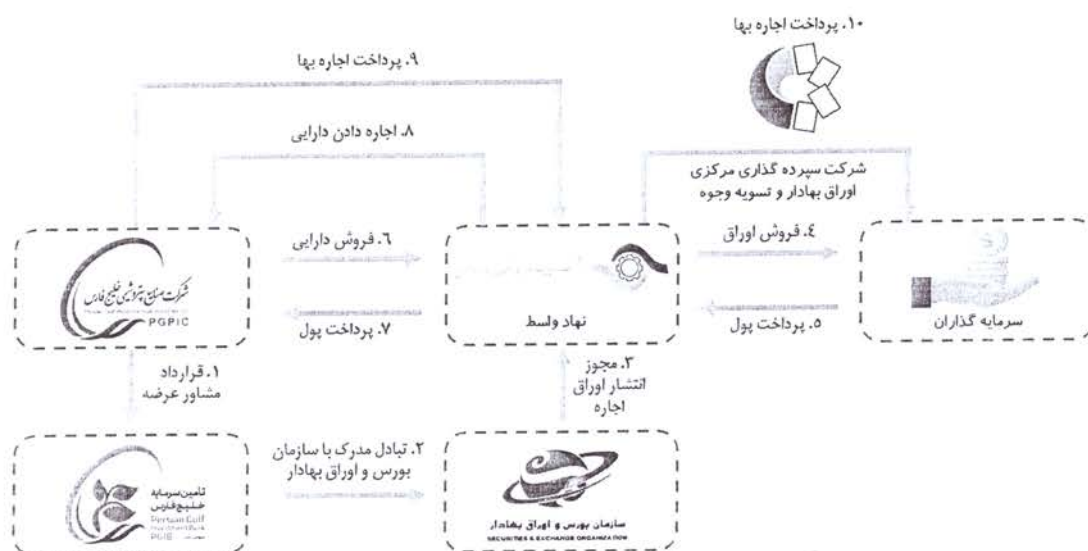 ۱۰. پرداخت اجاره بها
۹. پرداخت اجاره بها
۸. اجاره دادن دارایی
شرکت سپرده گذاری مرکزی
اوراق بهادار و تسویه وجوه
۶. فروش دارایی
۴. فروش اوراق
شرکت صنایع پتروشیمی خلیج فارس
PGPIC
نهاد واسط
سرمایه گذاران
۷. پرداخت پول
۵. پرداخت پول
۱. قرارداد
مشاور عرضه
۳. مجوز
انتشار اوراق
اجاره
۲. تبادل مدرک با سازمان
بورس و اوراق بهادار
تامین سرمایه
خلیج فارس
Persian Gulf
Investment Bank
PGIB
سازمان بورس و اوراق بهادار
SECURITIES & EXCHANGE ORGANIZATION